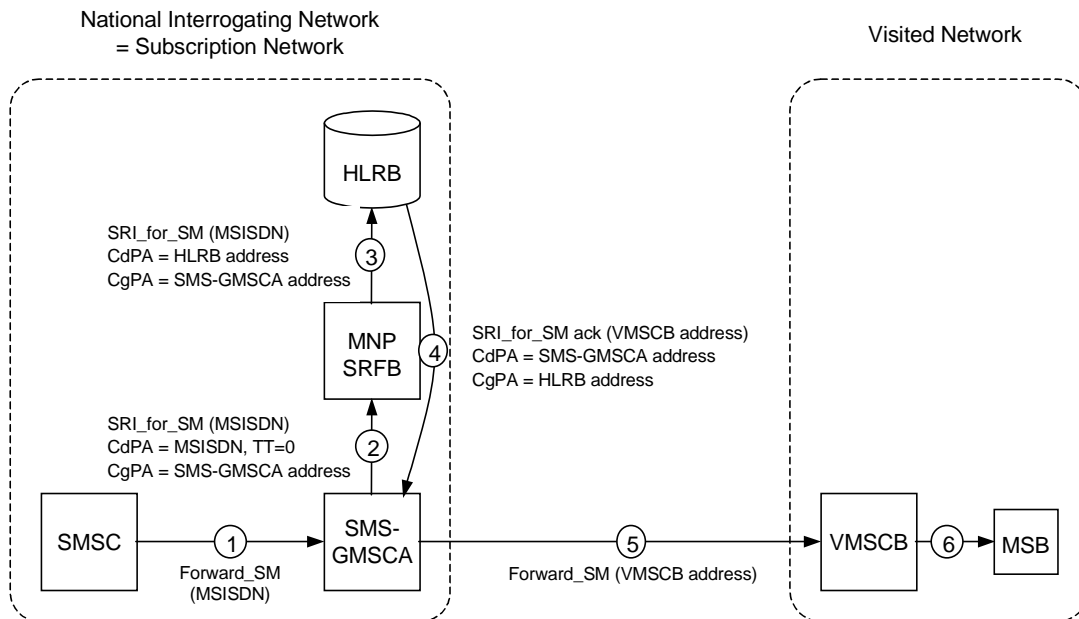 National Interrogating Network
= Subscription Network
Visited Network
HLRB
SRI_for_SM (MSISDN)
CdPA = HLRB address
CgPA = SMS-GMSCA address
3
MNP
SRFB
4
SRI_for_SM ack (VMSCB address)
CdPA = SMS-GMSCA address
CgPA = HLRB address
SRI_for_SM (MSISDN)
CdPA = MSISDN, TT=0
CgPA = SMS-GMSCA address
2
SMSC
1
Forward_SM
(MSISDN)
SMS-
GMSCA
5
Forward_SM (VMSCB address)
VMSCB
6
MSB